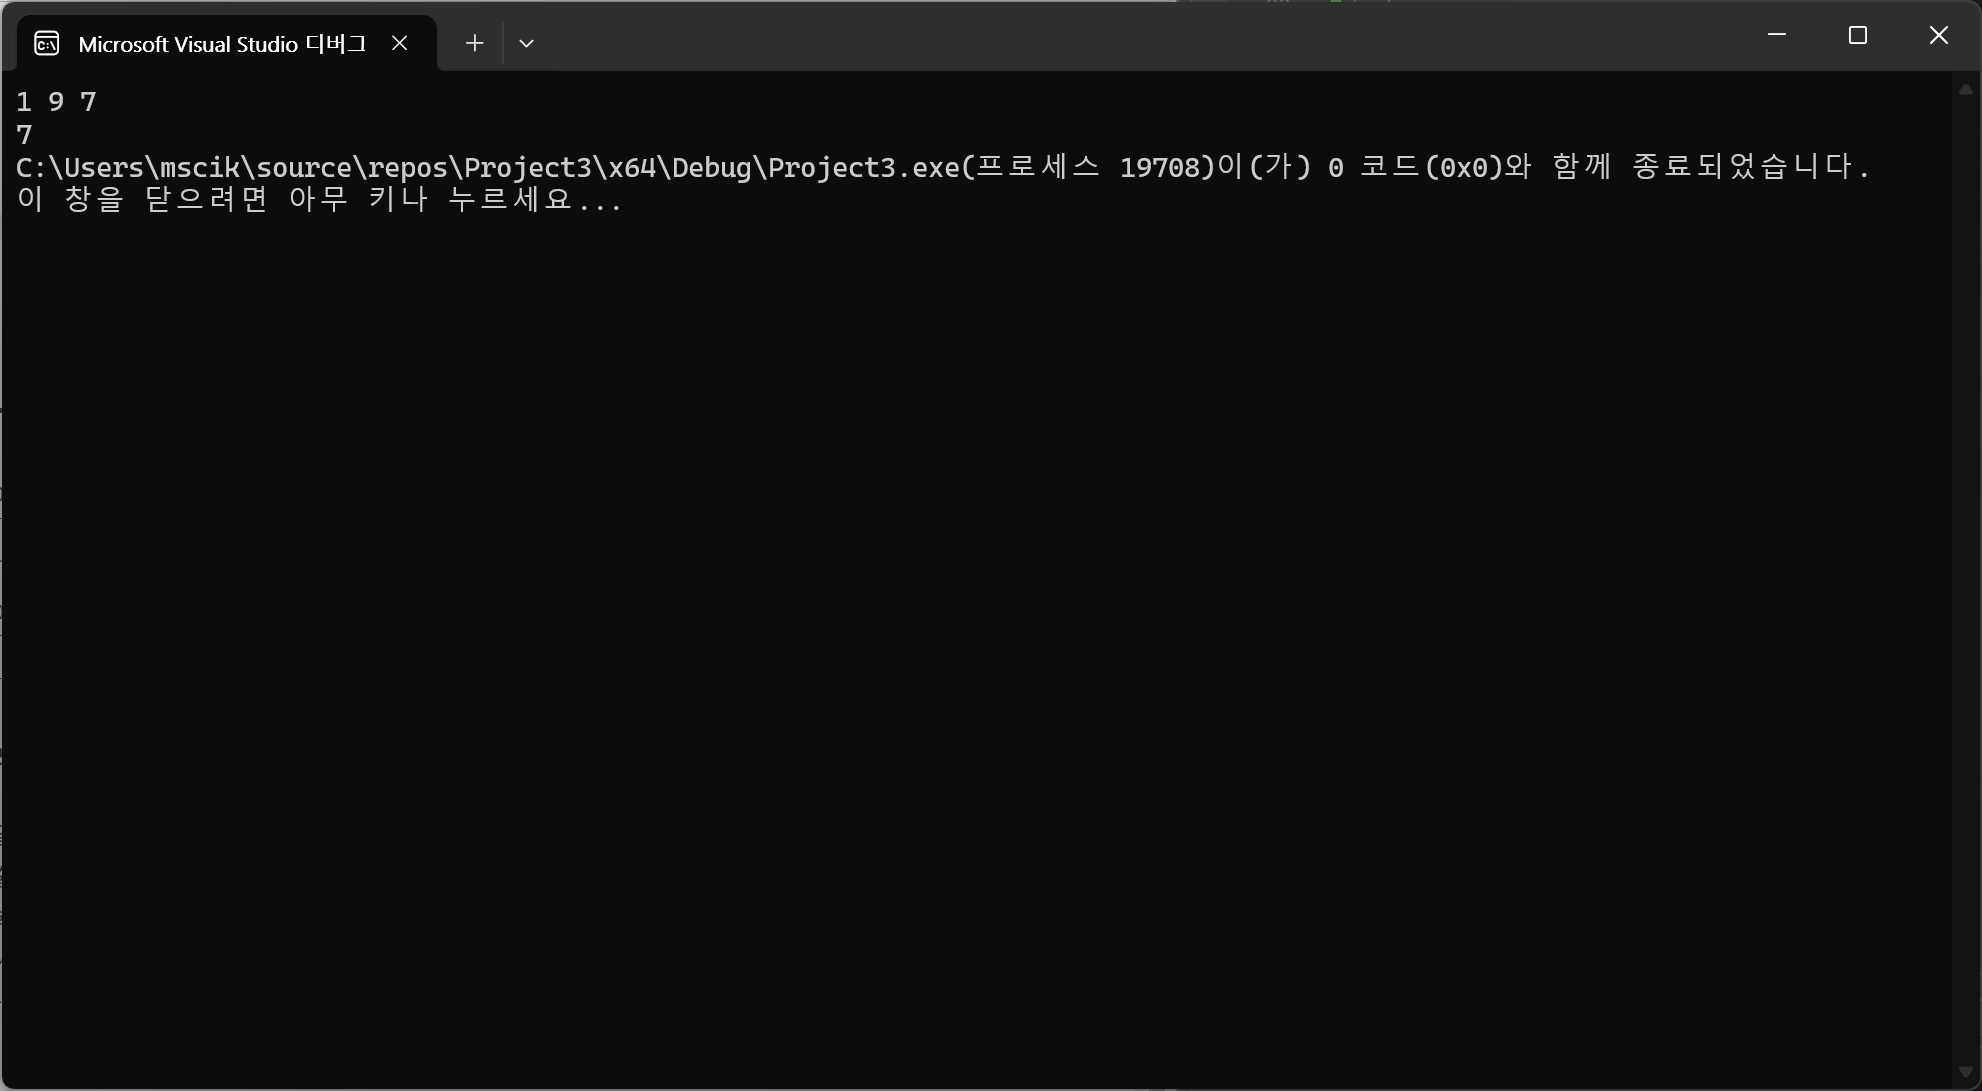 Microsoft Visual Studio 디버그
1 9 7
7
C:\Users\mscik\source\repos\Project3\x64\Debug\Project3.exe(프로세스 19708)이(가) 0 코드(0x0)와 함께 종료되었습니다.
이 창을 닫으려면 아무 키나 누르세요...